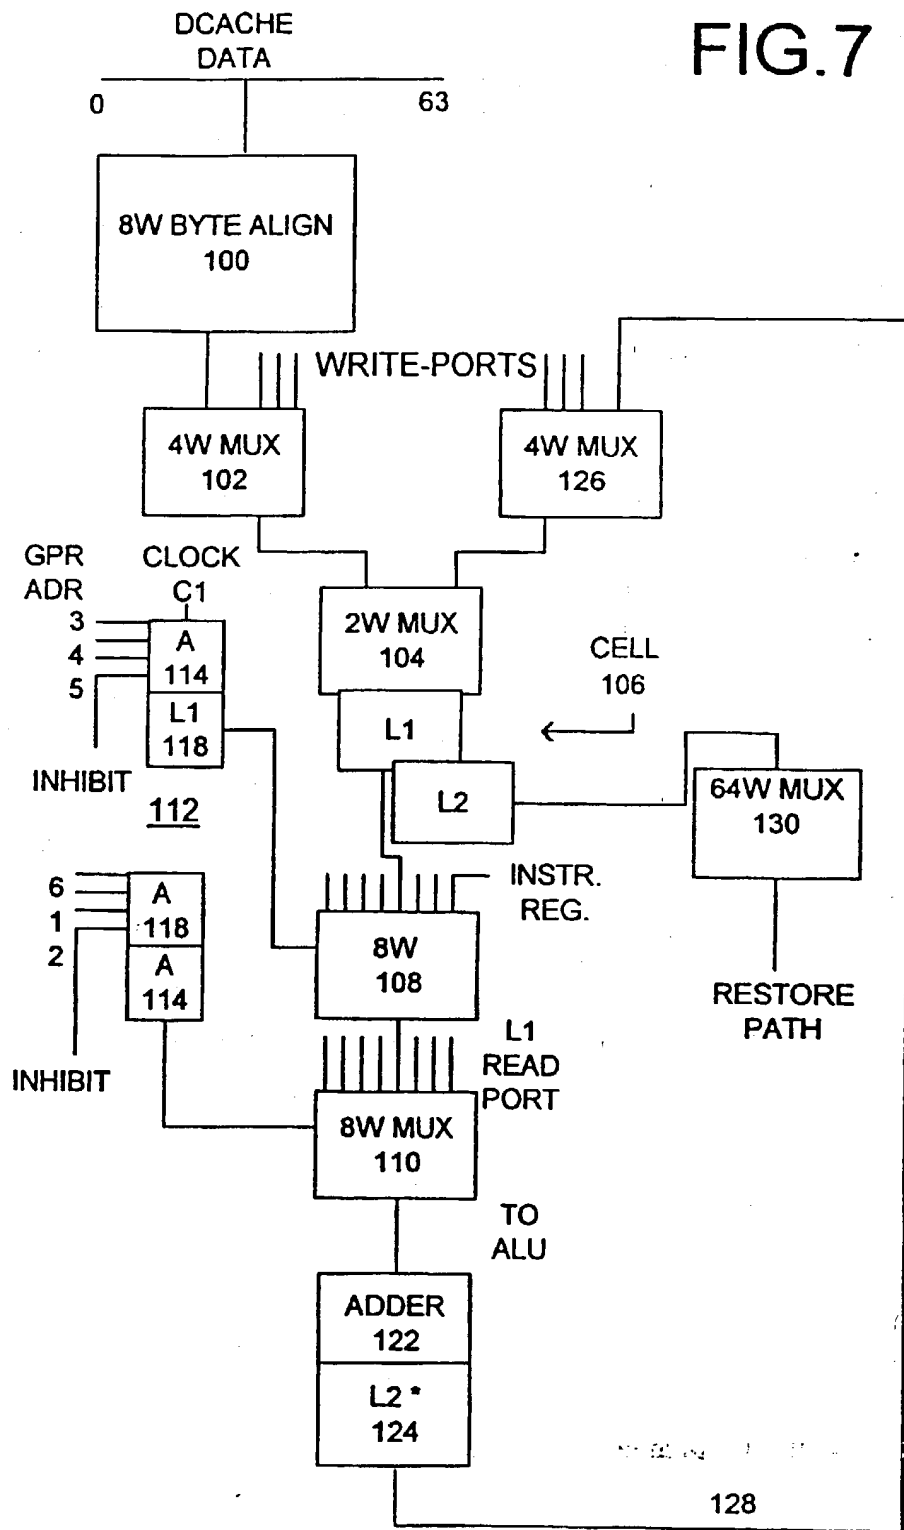 DCACHE
DATA
FIG.7
0
63
8W BYTE ALIGN
100
WRITE-PORTS
4W MUX
102
4W MUX
126
GPR
ADR
CLOCK
C1
3
4
5
A
114
L1
118
INHIBIT
112
2W MUX
104
L1
L2
CELL
106
64W MUX
130
RESTORE
PATH
6
1
2
A
118
A
114
INHIBIT
INSTR.
REG.
8W
108
L1
READ
PORT
8W MUX
110
TO
ALU
ADDER
122
L2 *
124
128